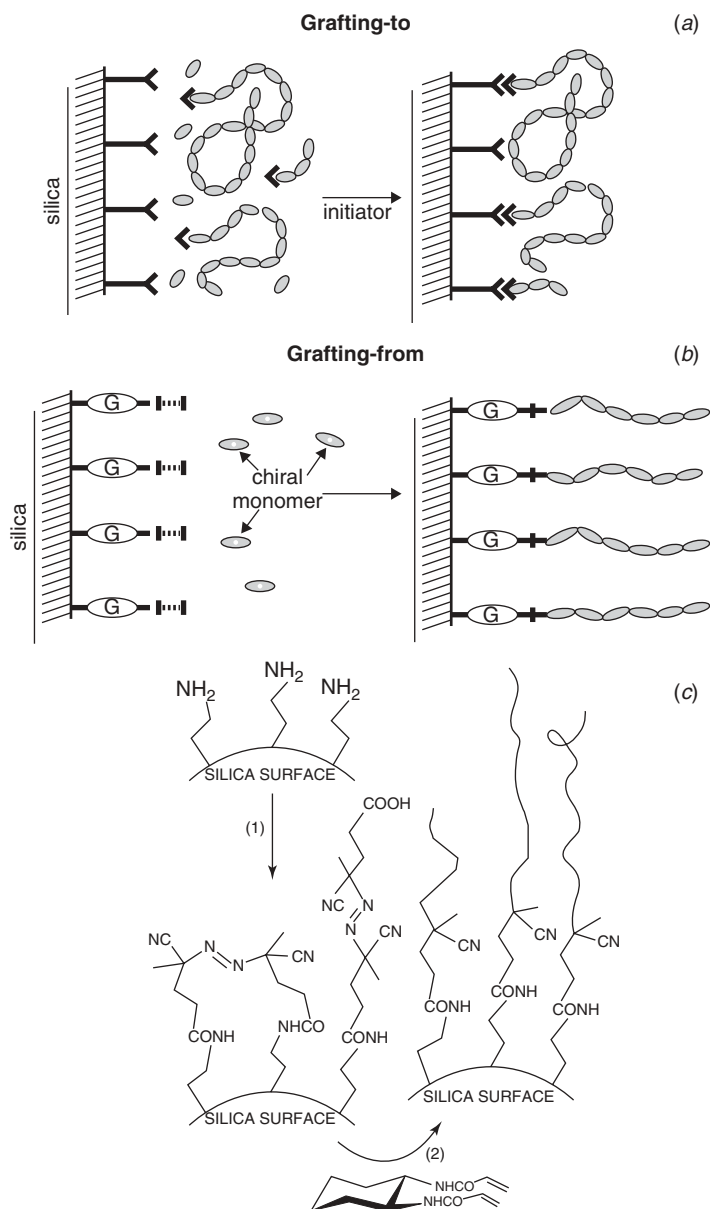 Grafting-to
(a)
silica
initiator
Grafting-from
(b)
silica
G
G
G
G
chiral
monomer
G
G
G
G
(c)
NH2
NH2
NH2
SILICA SURFACE
(1)
COOH
NC
N
N
CN
NC
N
N
CN
CONH
NHCO
CONH
SILICA SURFACE
CN
CONH
CN
CONH
CN
CONH
SILICA SURFACE
(2)
NHCO
NHCO